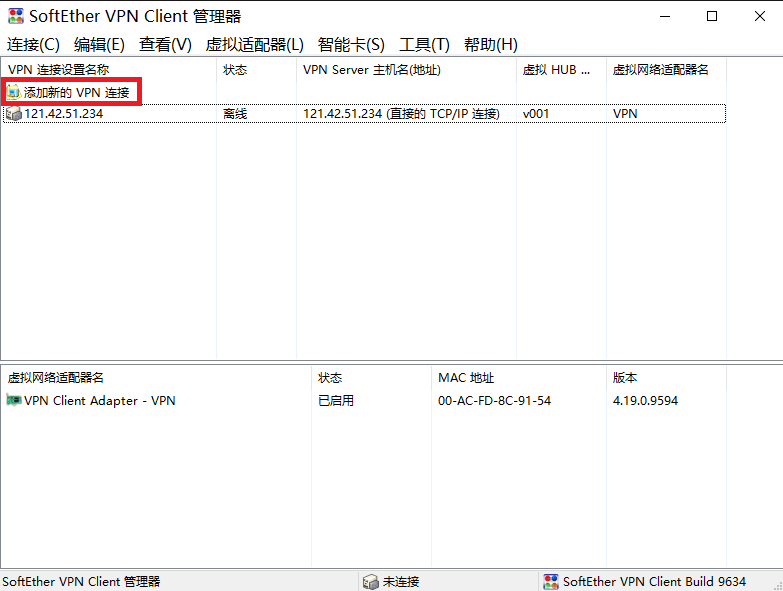 SoftEther VPN Client 管理器
连接(C) 编辑(E) 查看(V) 虚拟适配器(L) 智能卡(S) 工具(T) 帮助(H)
VPN 连接设置名称 状态 VPN Server 主机名(地址) 虚拟 HUB ... 虚拟网络适配器名
添加新的 VPN 连接
121.42.51.234 离线 121.42.51.234 (直接的 TCP/IP 连接) v001 VPN
虚拟网络适配器名 状态 MAC 地址 版本
VPN Client Adapter - VPN 已启用 00-AC-FD-8C-91-54 4.19.0.9594
SoftEther VPN Client 管理器 未连接 SoftEther VPN Client Build 9634